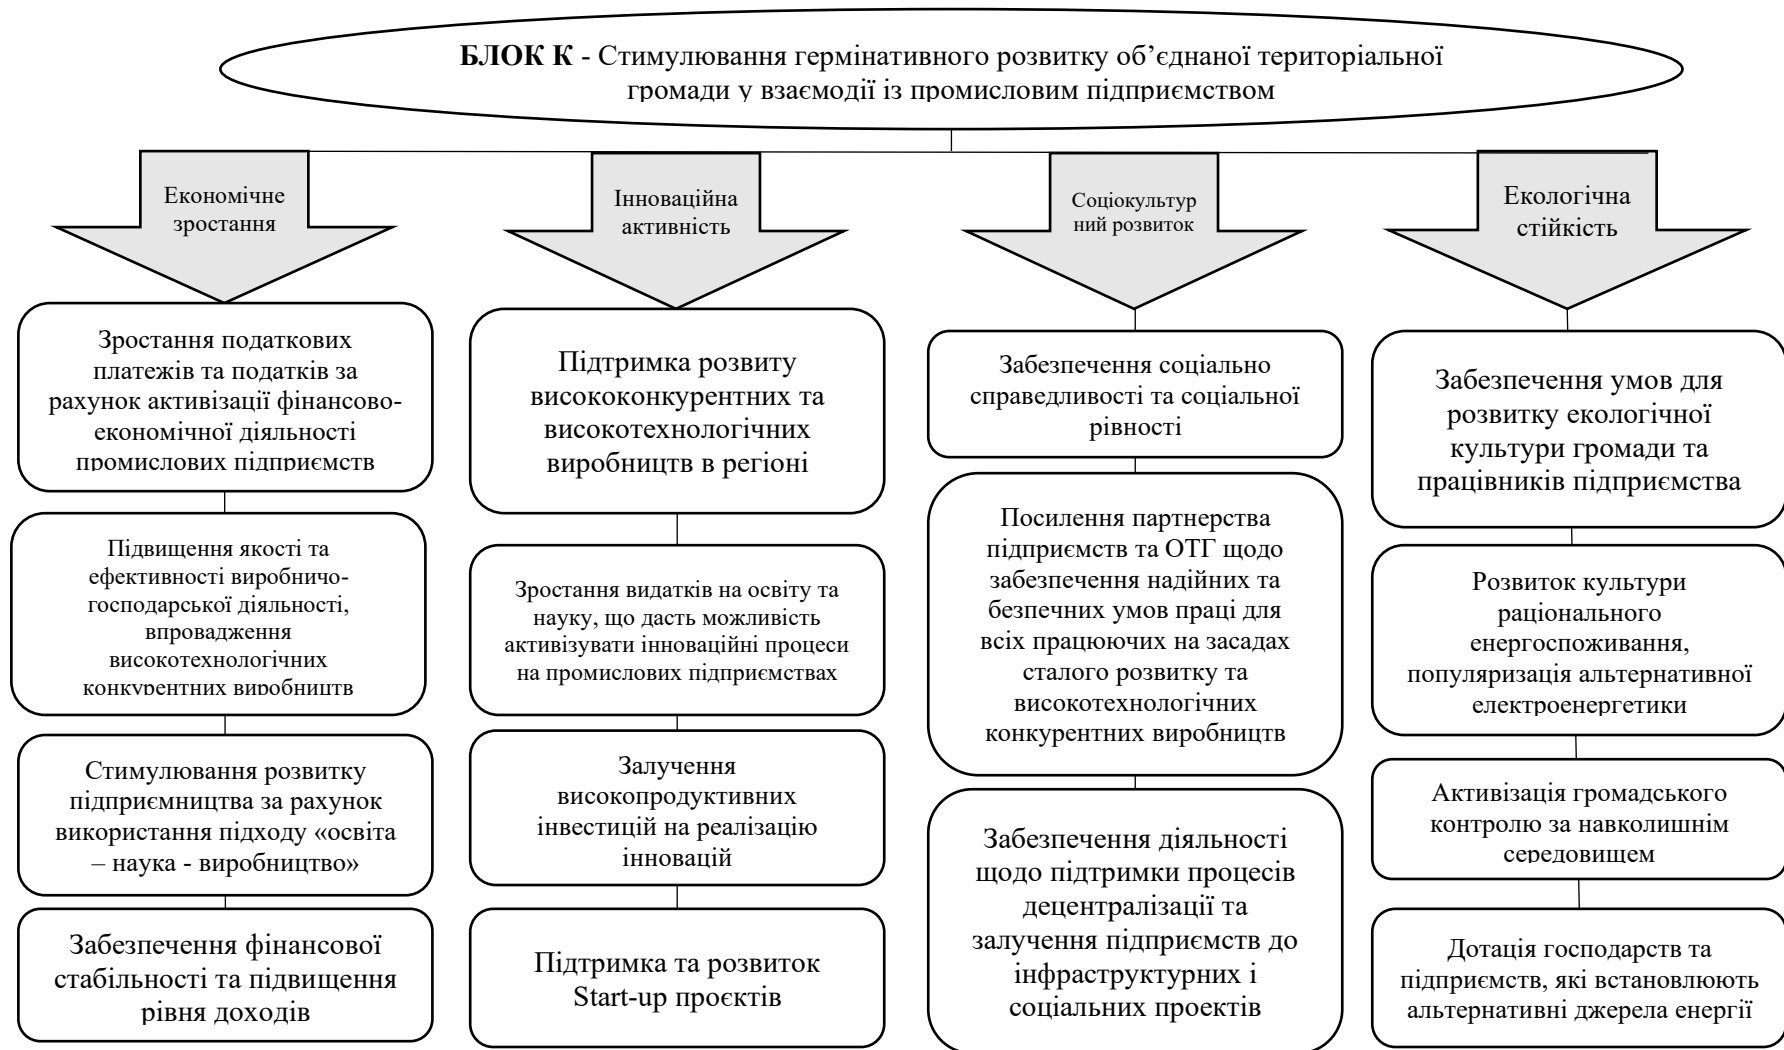 БЛОК К - Стимулювання гермінативного розвитку об’єднаної територіальної
громади у взаємодії із промисловим підприємством
Економічне
зростання
Інноваційна
активність
Соціокультур
ний розвиток
Екологічна
стійкість
Зростання податкових
платежів та податків за
рахунок активізації фінансово-
економічної діяльності
промислових підприємств
Підвищення якості та
ефективності виробничо-
господарської діяльності,
впровадження
високотехнологічних
конкурентних виробництв
Стимулювання розвитку
підприємництва за рахунок
використання підходу «освіта
– наука - виробництво»
Забезпечення фінансової
стабільності та підвищення
рівня доходів
Підтримка розвиту
висококонкурентних та
високотехнологічних
виробництв в регіоні
Зростання видатків на освіту та
науку, що дасть можливість
активізувати інноваційні процеси
на промислових підприємствах
Залучення
високопродуктивних
інвестицій на реалізацію
інновацій
Підтримка та розвиток
Start-up проєктів
Забезпечення соціально
справедливості та соціальної
рівності
Посилення партнерства
підприємств та ОТГ щодо
забезпечення надійних та
безпечних умов праці для
всіх працюючих на засадах
сталого розвитку та
високотехнологічних
конкурентних виробництв
Забезпечення діяльності
щодо підтримки процесів
децентралізації та
залучення підприємств до
інфраструктурних і
соціальних проектів
Забезпечення умов для
розвитку екологічної
культури громади та
працівників підприємства
Розвиток культури
раціонального
енергоспоживання,
популяризація альтернативної
електроенергетики
Активізація громадського
контролю за навколишнім
середовищем
Дотація господарств та
підприємств, які встановлюють
альтернативні джерела енергії